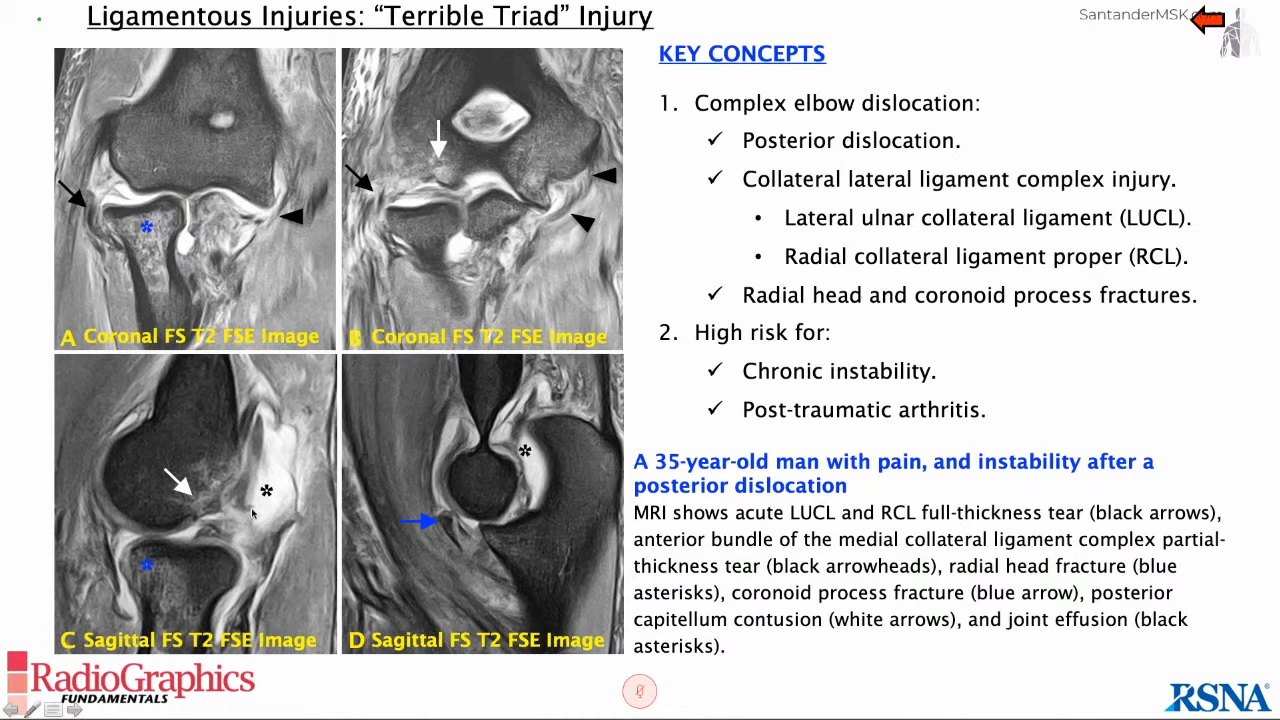 Ligamentous Injuries: “Terrible Triad” Injury
SantanderMSK.com
KEY CONCEPTS
1. Complex elbow dislocation:
✓ Posterior dislocation.
✓ Collateral lateral ligament complex injury.
• Lateral ulnar collateral ligament (LUCL).
• Radial collateral ligament proper (RCL).
✓ Radial head and coronoid process fractures.
2. High risk for:
✓ Chronic instability.
✓ Post-traumatic arthritis.
A Coronal FS T2 FSE Image
B Coronal FS T2 FSE Image
C Sagittal FS T2 FSE Image
D Sagittal FS T2 FSE Image
A 35-year-old man with pain, and instability after a
posterior dislocation
MRI shows acute LUCL and RCL full-thickness tear (black arrows),
anterior bundle of the medial collateral ligament complex partial-
thickness tear (black arrowheads), radial head fracture (blue
asterisks), coronoid process fracture (blue arrow), posterior
capitellum contusion (white arrows), and joint effusion (black
asterisks).
RadioGraphics
FUNDAMENTALS
RSNA®